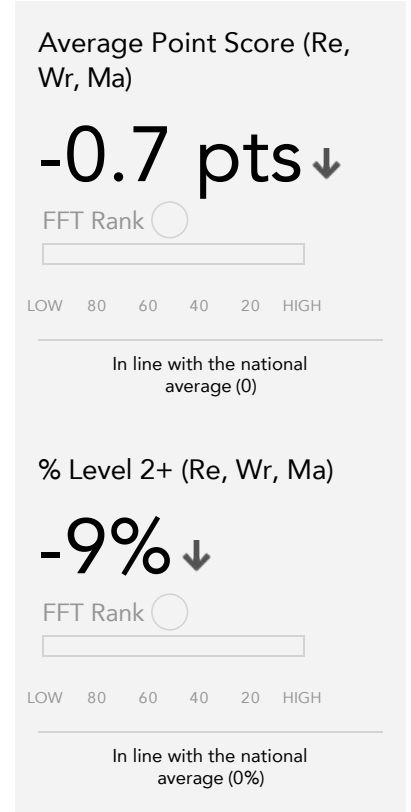 Average Point Score (Re,
Wr, Ma)
-0.7 pts
FFT Rank
LOW 80 60 40 20 HIGH
In line with the national
average (0)
% Level 2+ (Re, Wr, Ma)
-9%
FFT Rank
LOW 80 60 40 20 HIGH
In line with the national
average (0%)